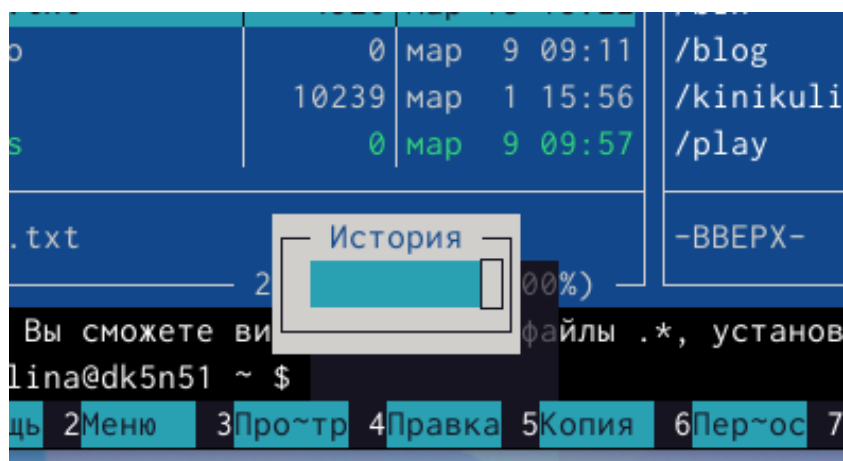 о 0 мар 9 09:11 /blog
10239 мар 1 15:56 /kinikuli
s 0 мар 9 09:57 /play
.txt -ВВЕРХ-
История
2 00%)
Вы сможете ви файлы .*, установ
lina@dk5n51 ~ $
щь 2Меню 3Про~тр 4Правка 5Копия 6Пер~ос 7